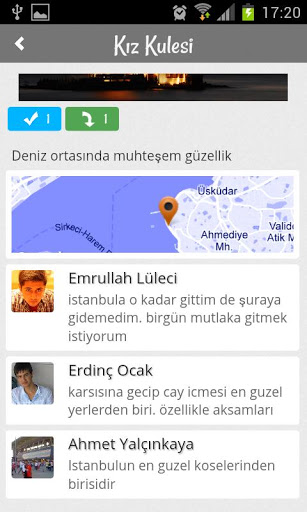 17:20
Kız Kulesi
1
1
Deniz ortasında muhteşem güzellik
Üsküdar
Sirkeci-Harem
Ahmediye
Mh.
Valide
Atik M
Emrullah Lüleci
istanbula o kadar gittim de şuraya
gidemedim. birgün mutlaka gitmek
istiyorum
Erdinç Ocak
karsısına gecip cay icmesi en guzel
yerlerden biri. özellikle aksamları
Ahmet Yalçınkaya
Istanbulun en guzel koselerinden
birisidir